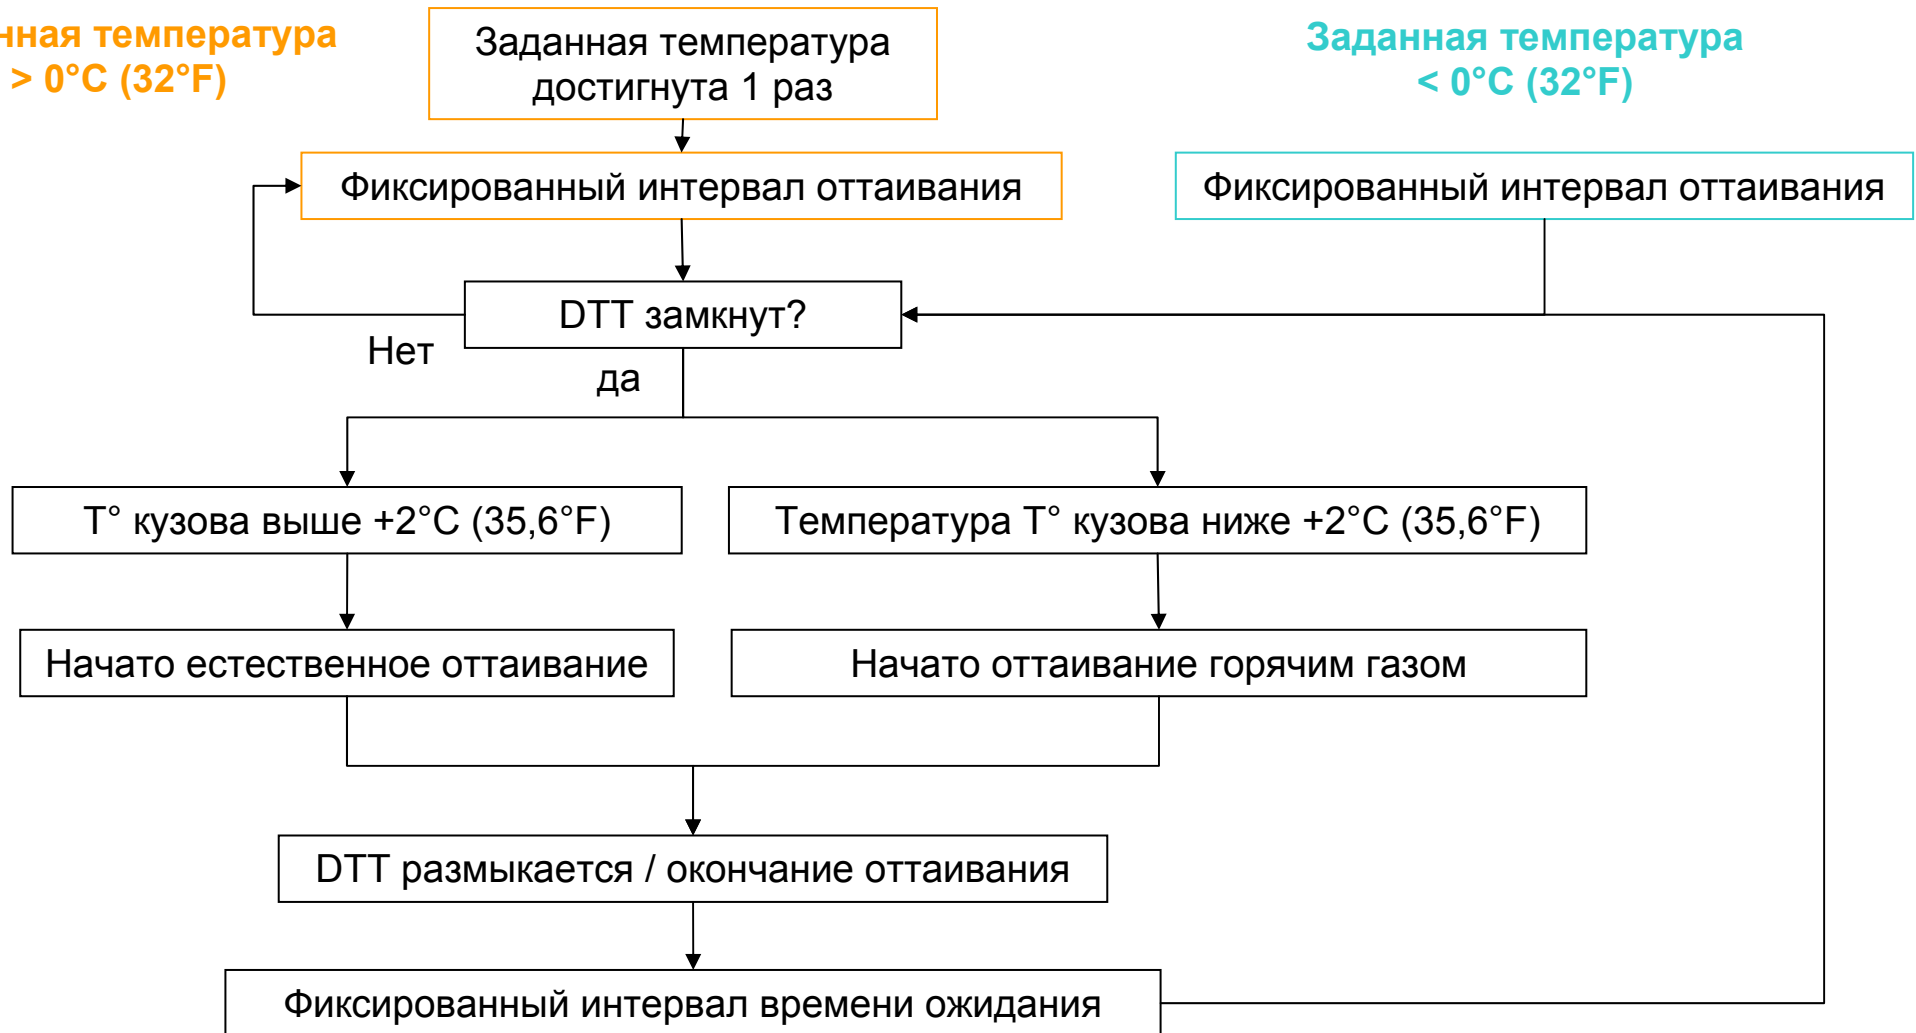 нная температура
> 0°C (32°F)
Заданная температура
достигнута 1 раз
Заданная температура
< 0°C (32°F)
Фиксированный интервал оттаивания
Фиксированный интервал оттаивания
DTT замкнут?
Нет
да
T° кузова выше +2°C (35,6°F)
Температура T° кузова ниже +2°C (35,6°F)
Начато естественное оттаивание
Начато оттаивание горячим газом
DTT размыкается / окончание оттаивания
Фиксированный интервал времени ожидания